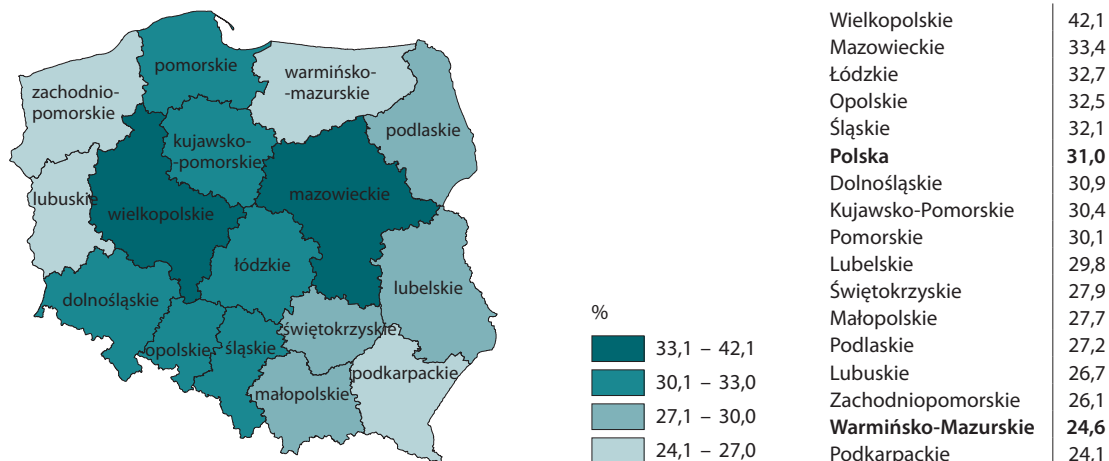 pomorskie
warmińsko-
-mazurskie
zachodnio-
pomorskie
podlaskie
kujawsko-
-pomorskie
lubuskie
mazowieckie
wielkopolskie
łódzkie
lubelskie
dolnośląskie
świętokrzyskie
opolskie
śląskie
podkarpackie
małopolskie
%
33,1 – 42,1
30,1 – 33,0
27,1 – 30,0
24,1 – 27,0
Wielkopolskie 42,1
Mazowieckie 33,4
Łódzkie 32,7
Opolskie 32,5
Śląskie 32,1
Polska 31,0
Dolnośląskie 30,9
Kujawsko-Pomorskie 30,4
Pomorskie 30,1
Lubelskie 29,8
Świętokrzyskie 27,9
Małopolskie 27,7
Podlaskie 27,2
Lubuskie 26,7
Zachodniopomorskie 26,1
Warmińsko-Mazurskie 24,6
Podkarpackie 24,1